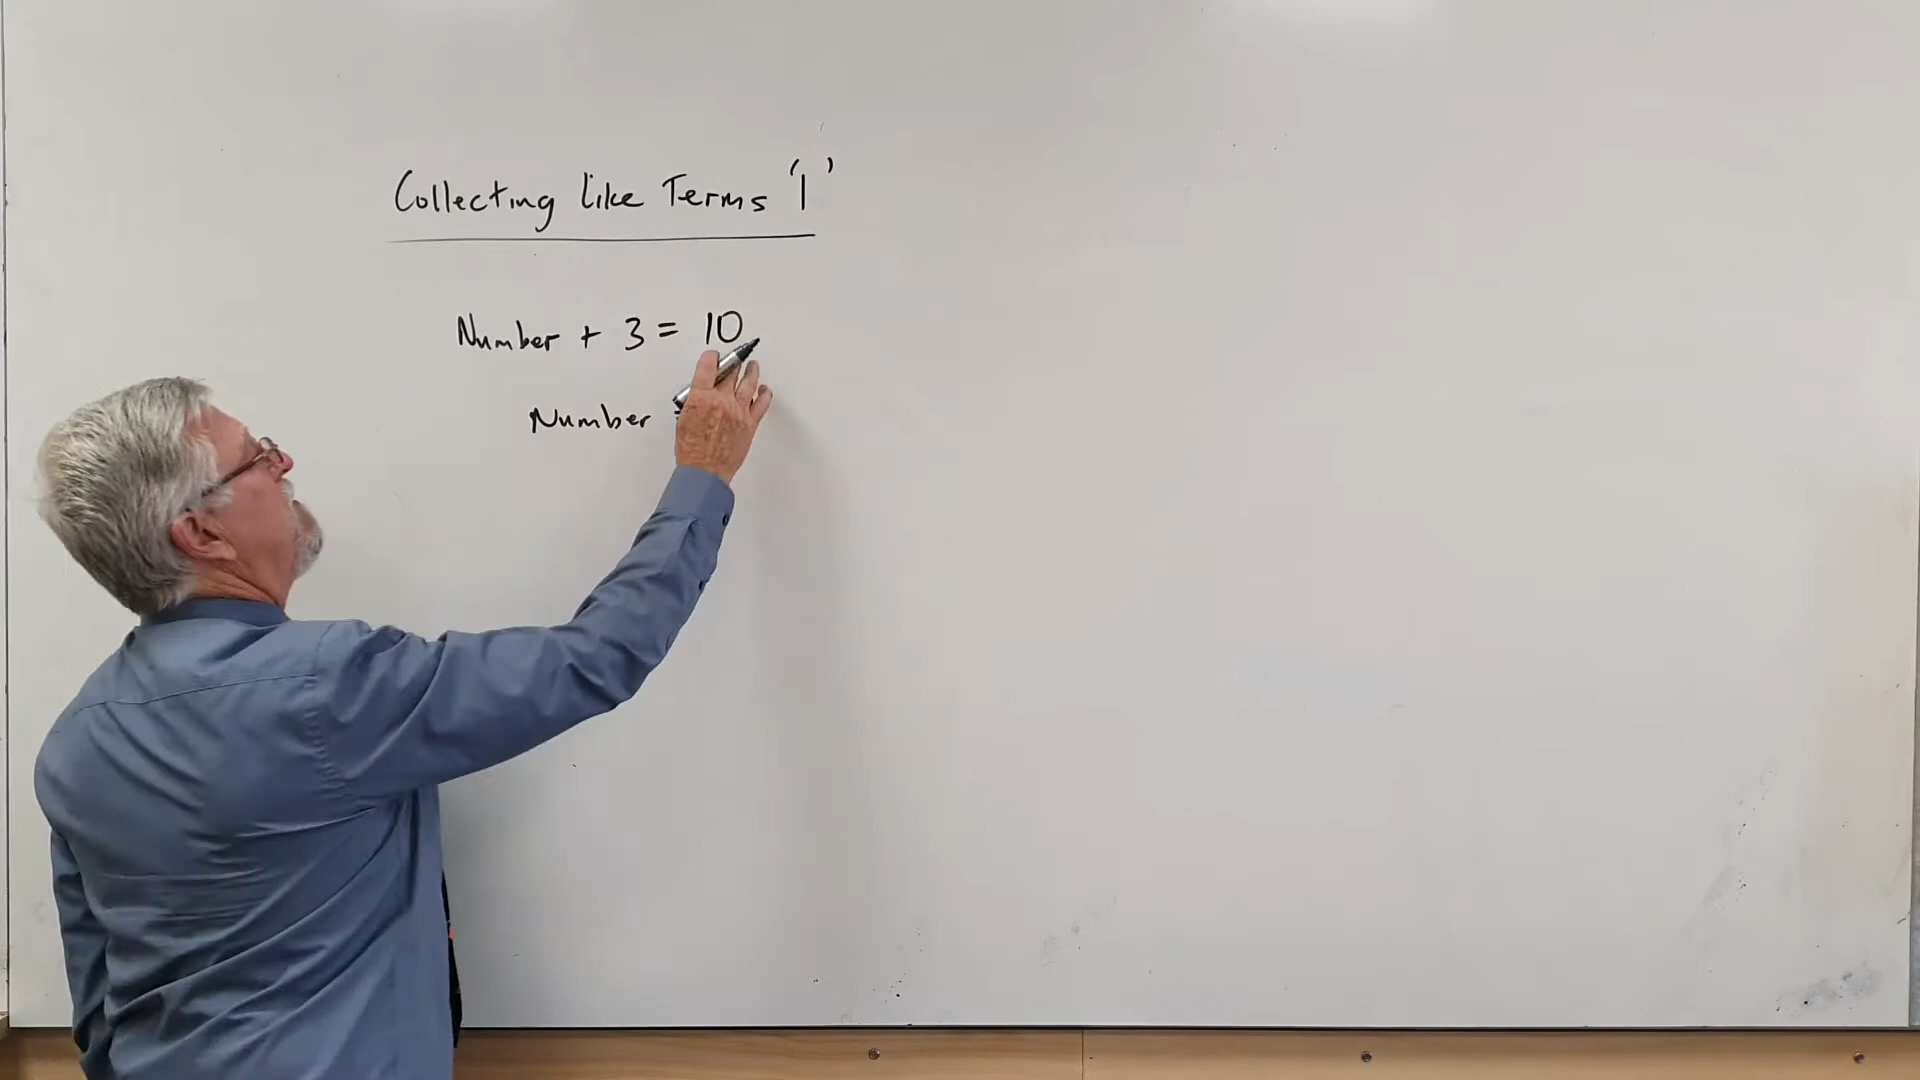 Collecting Like Terms '1'
Number + 3 = 10
Number